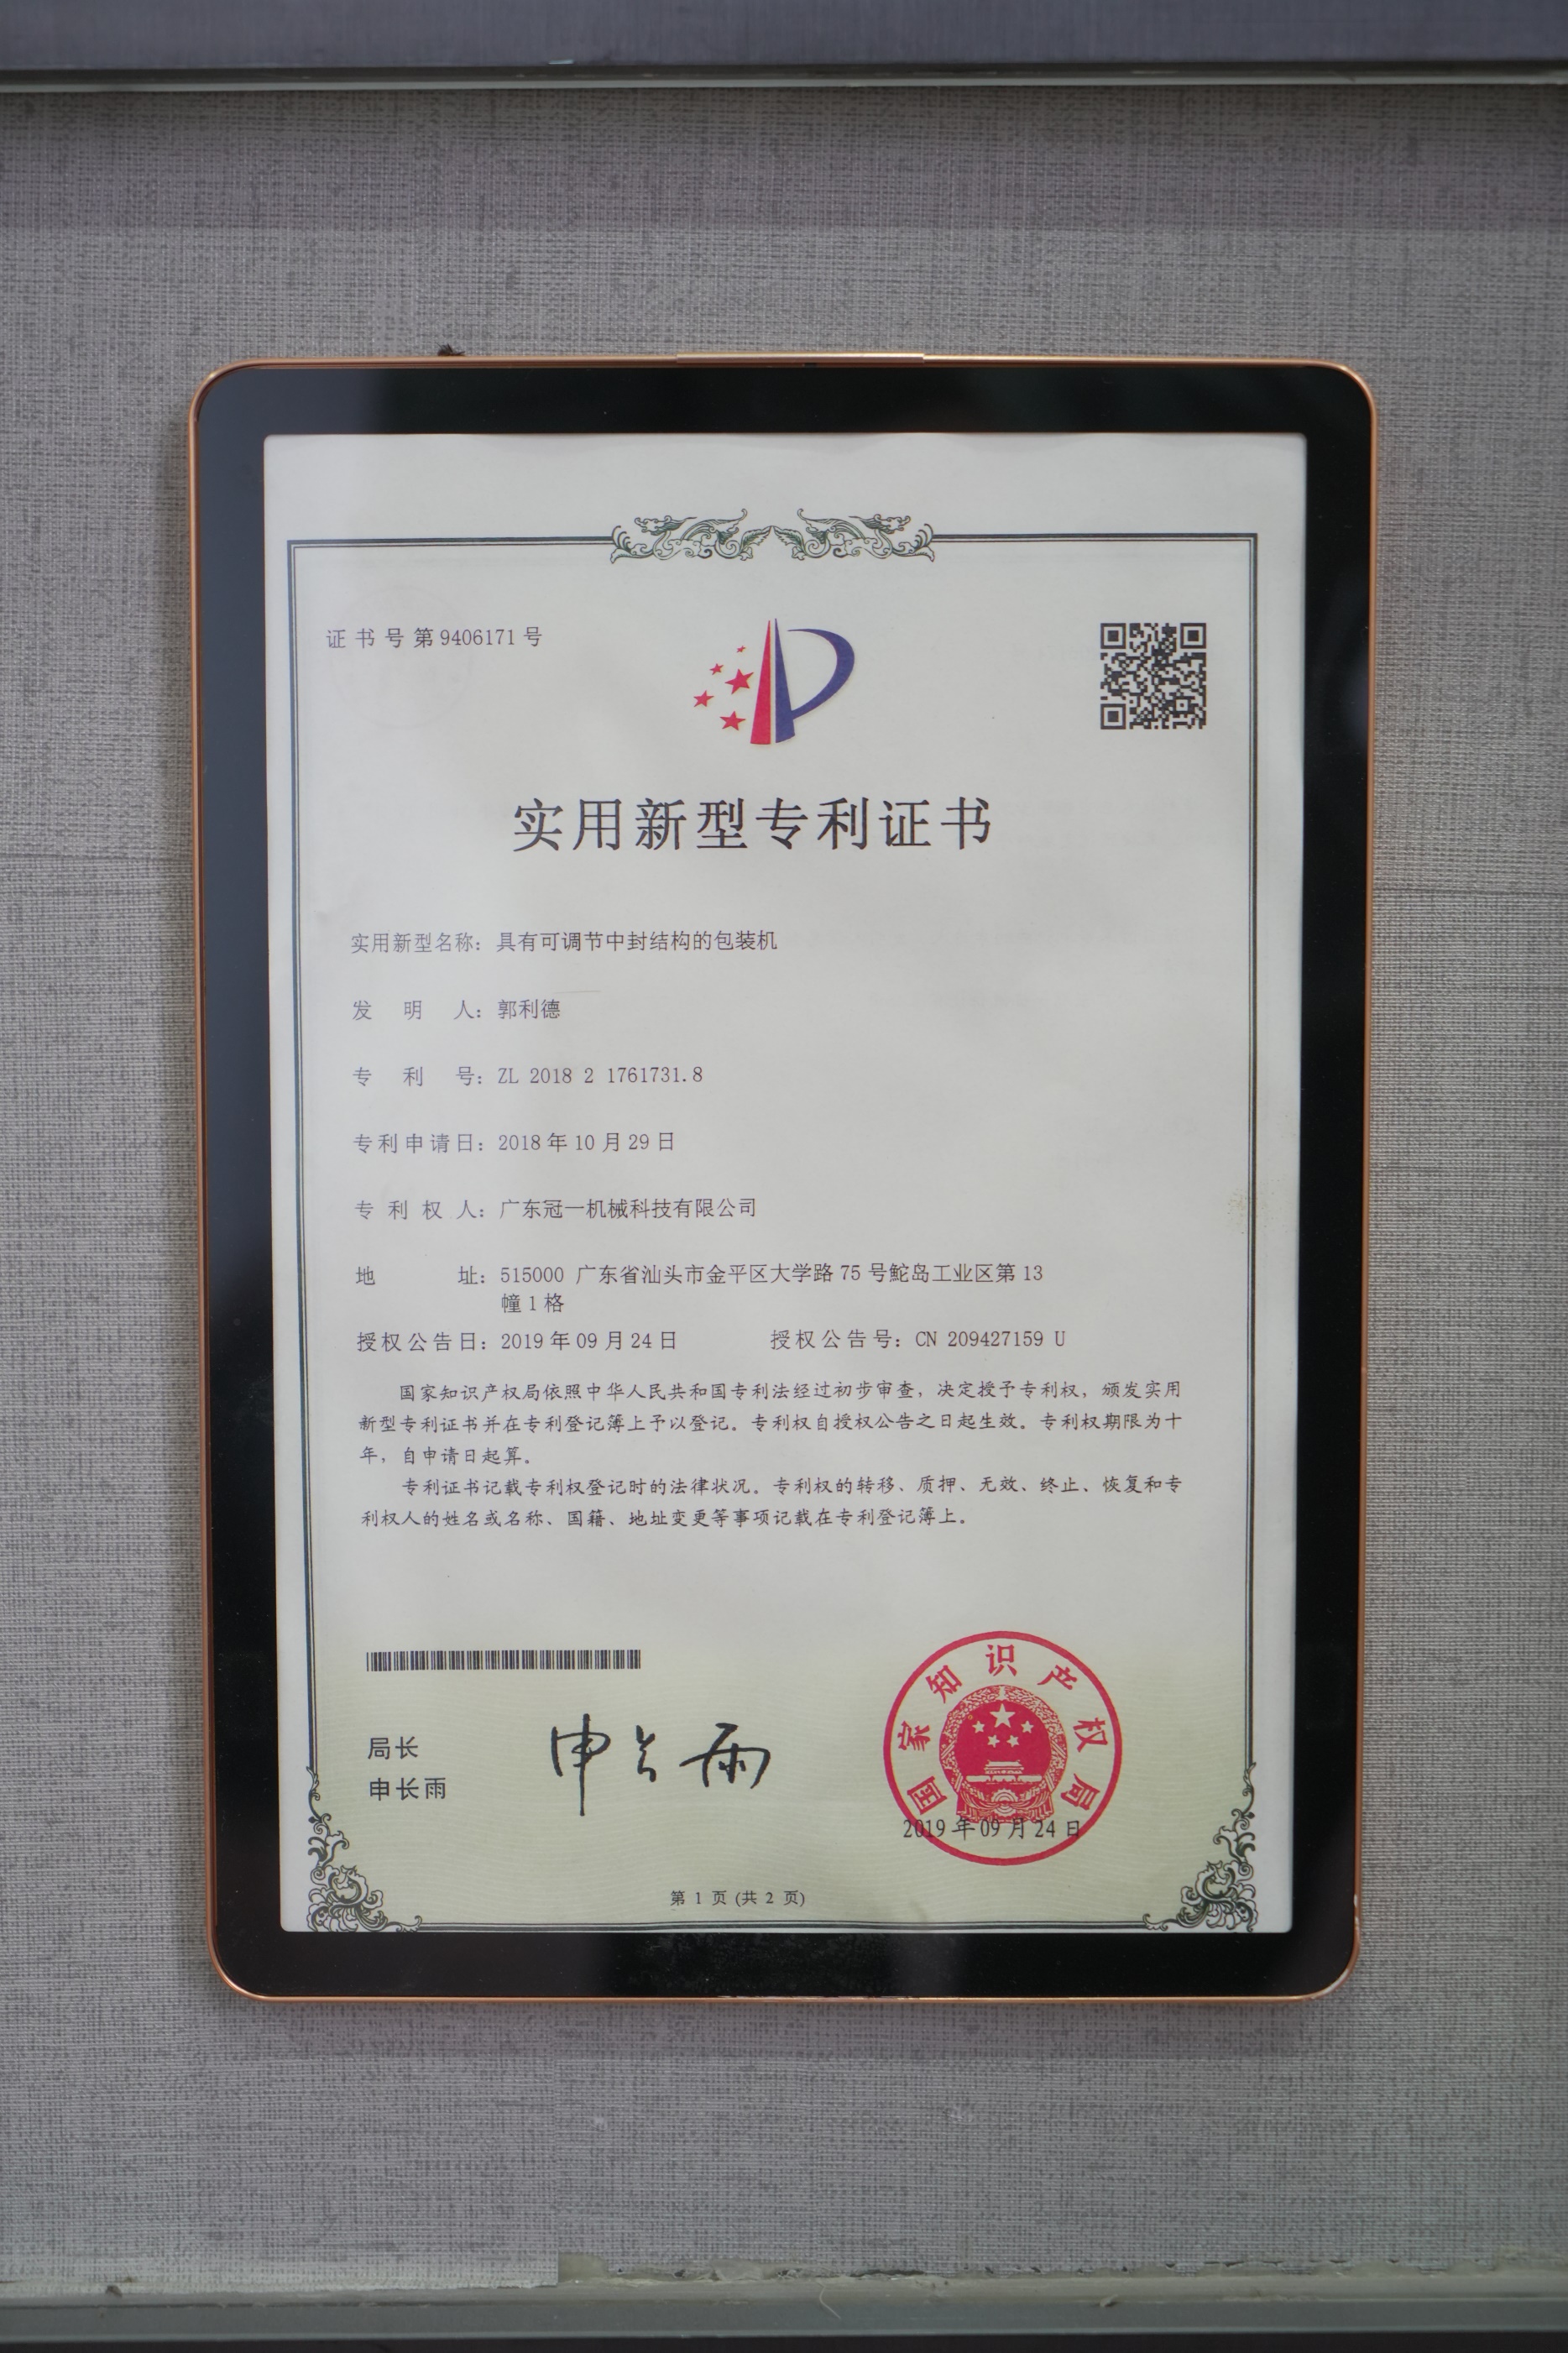 证书号第9406171号
实用新型专利证书
实用新型名称：具有可调节中封结构的包装机
发明人：郭利德
专利号：ZL 2018 2 1761731.8
专利申请日：2018年10月29日
专利权人：广东冠一机械科技有限公司
地址：515000 广东省汕头市金平区大学路75号鮀岛工业区第13
幢1格
授权公告日：2019年09月24日 授权公告号：CN 209427159 U
国家知识产权局依照中华人民共和国专利法经过初步审查，决定授予专利权，颁发实用
新型专利证书并在专利登记簿上予以登记。专利权自授权公告之日起生效。专利权期限为十
年，自申请日起算。
专利证书记载专利权登记时的法律状况。专利权的转移、质押、无效、终止、恢复和专
利权人的姓名或名称、国籍、地址变更等事项记载在专利登记簿上。
局长
申长雨
申长雨
国家知识产权局
2019年09月24日
第 1 页 (共 2 页)